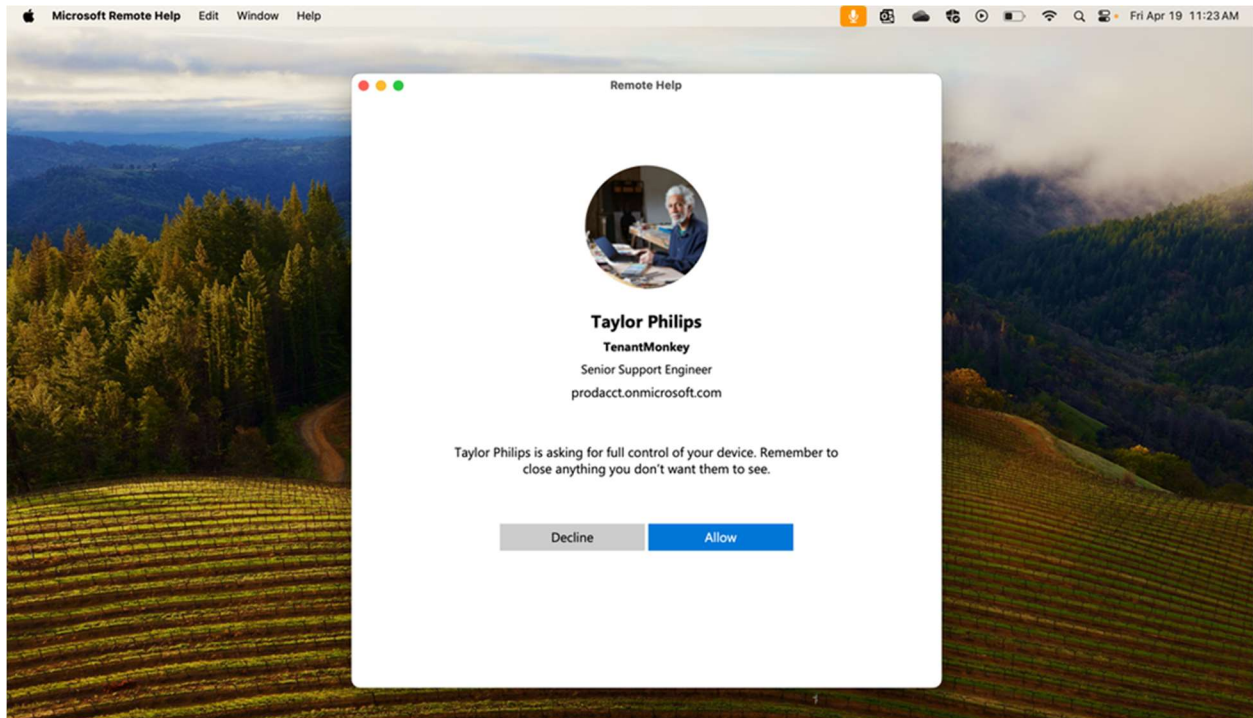 Microsoft Remote Help Edit Window Help Fri Apr 19 11:23 AM
Remote Help
Taylor Philips
TenantMonkey
Senior Support Engineer
prodacct.onmicrosoft.com
Taylor Philips is asking for full control of your device. Remember to
close anything you don't want them to see.
Decline Allow